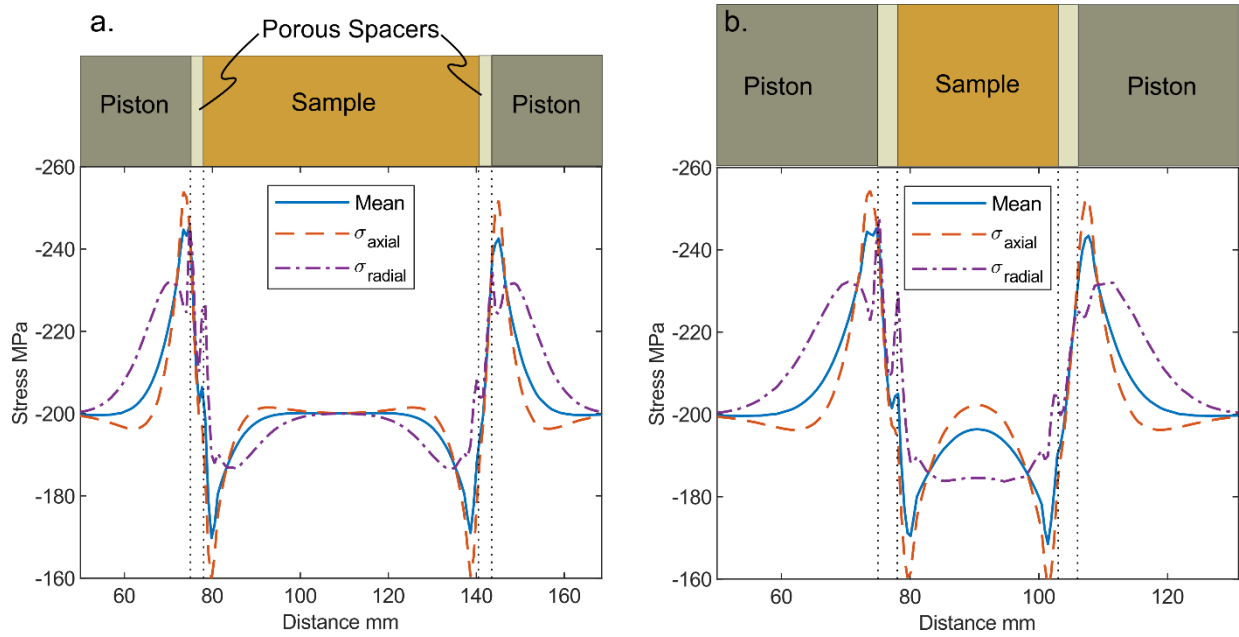 a.
Porous Spacers
Piston
Sample
Piston
-260
-240
-220
-200
-180
-160
Stress MPa
Mean
σaxial
σradial
60 80 100 120 140 160
Distance mm
b.
Piston
Sample
Piston
-260
-240
-220
-200
-180
-160
Stress MPa
Mean
σaxial
σradial
60 80 100 120
Distance mm